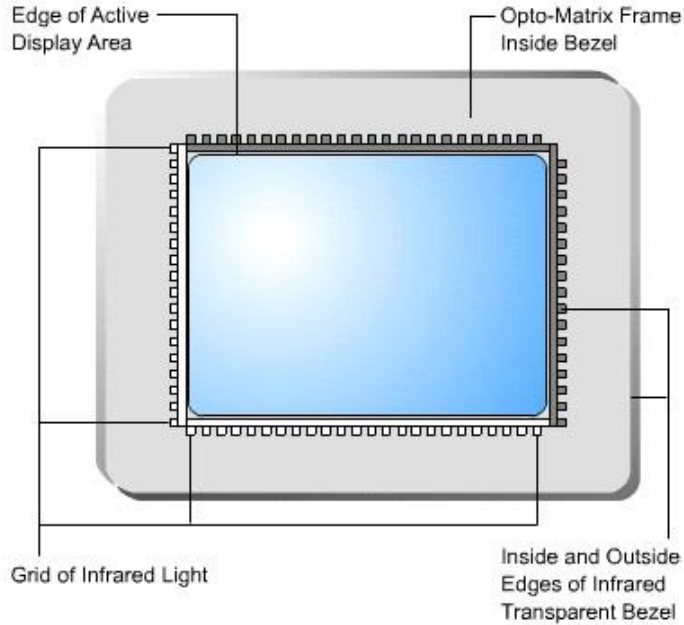 Edge of Active
Display Area
Opto-Matrix Frame
Inside Bezel
Grid of Infrared Light
Inside and Outside
Edges of Infrared
Transparent Bezel